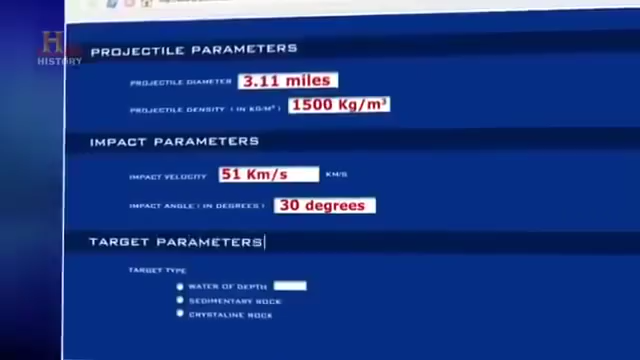 H
HISTORY
PROJECTILE PARAMETERS
PROJECTILE DIAMETER 3.11 miles
PROJECTILE DENSITY (IN KG/M³) 1500 Kg/m³
IMPACT PARAMETERS
IMPACT VELOCITY 51 Km/s KM/S
IMPACT ANGLE (IN DEGREES) 30 degrees
TARGET PARAMETERS
TARGET TYPE
WATER OF DEPTH
SEDIMENTARY ROCK
CRYSTALINE ROCK